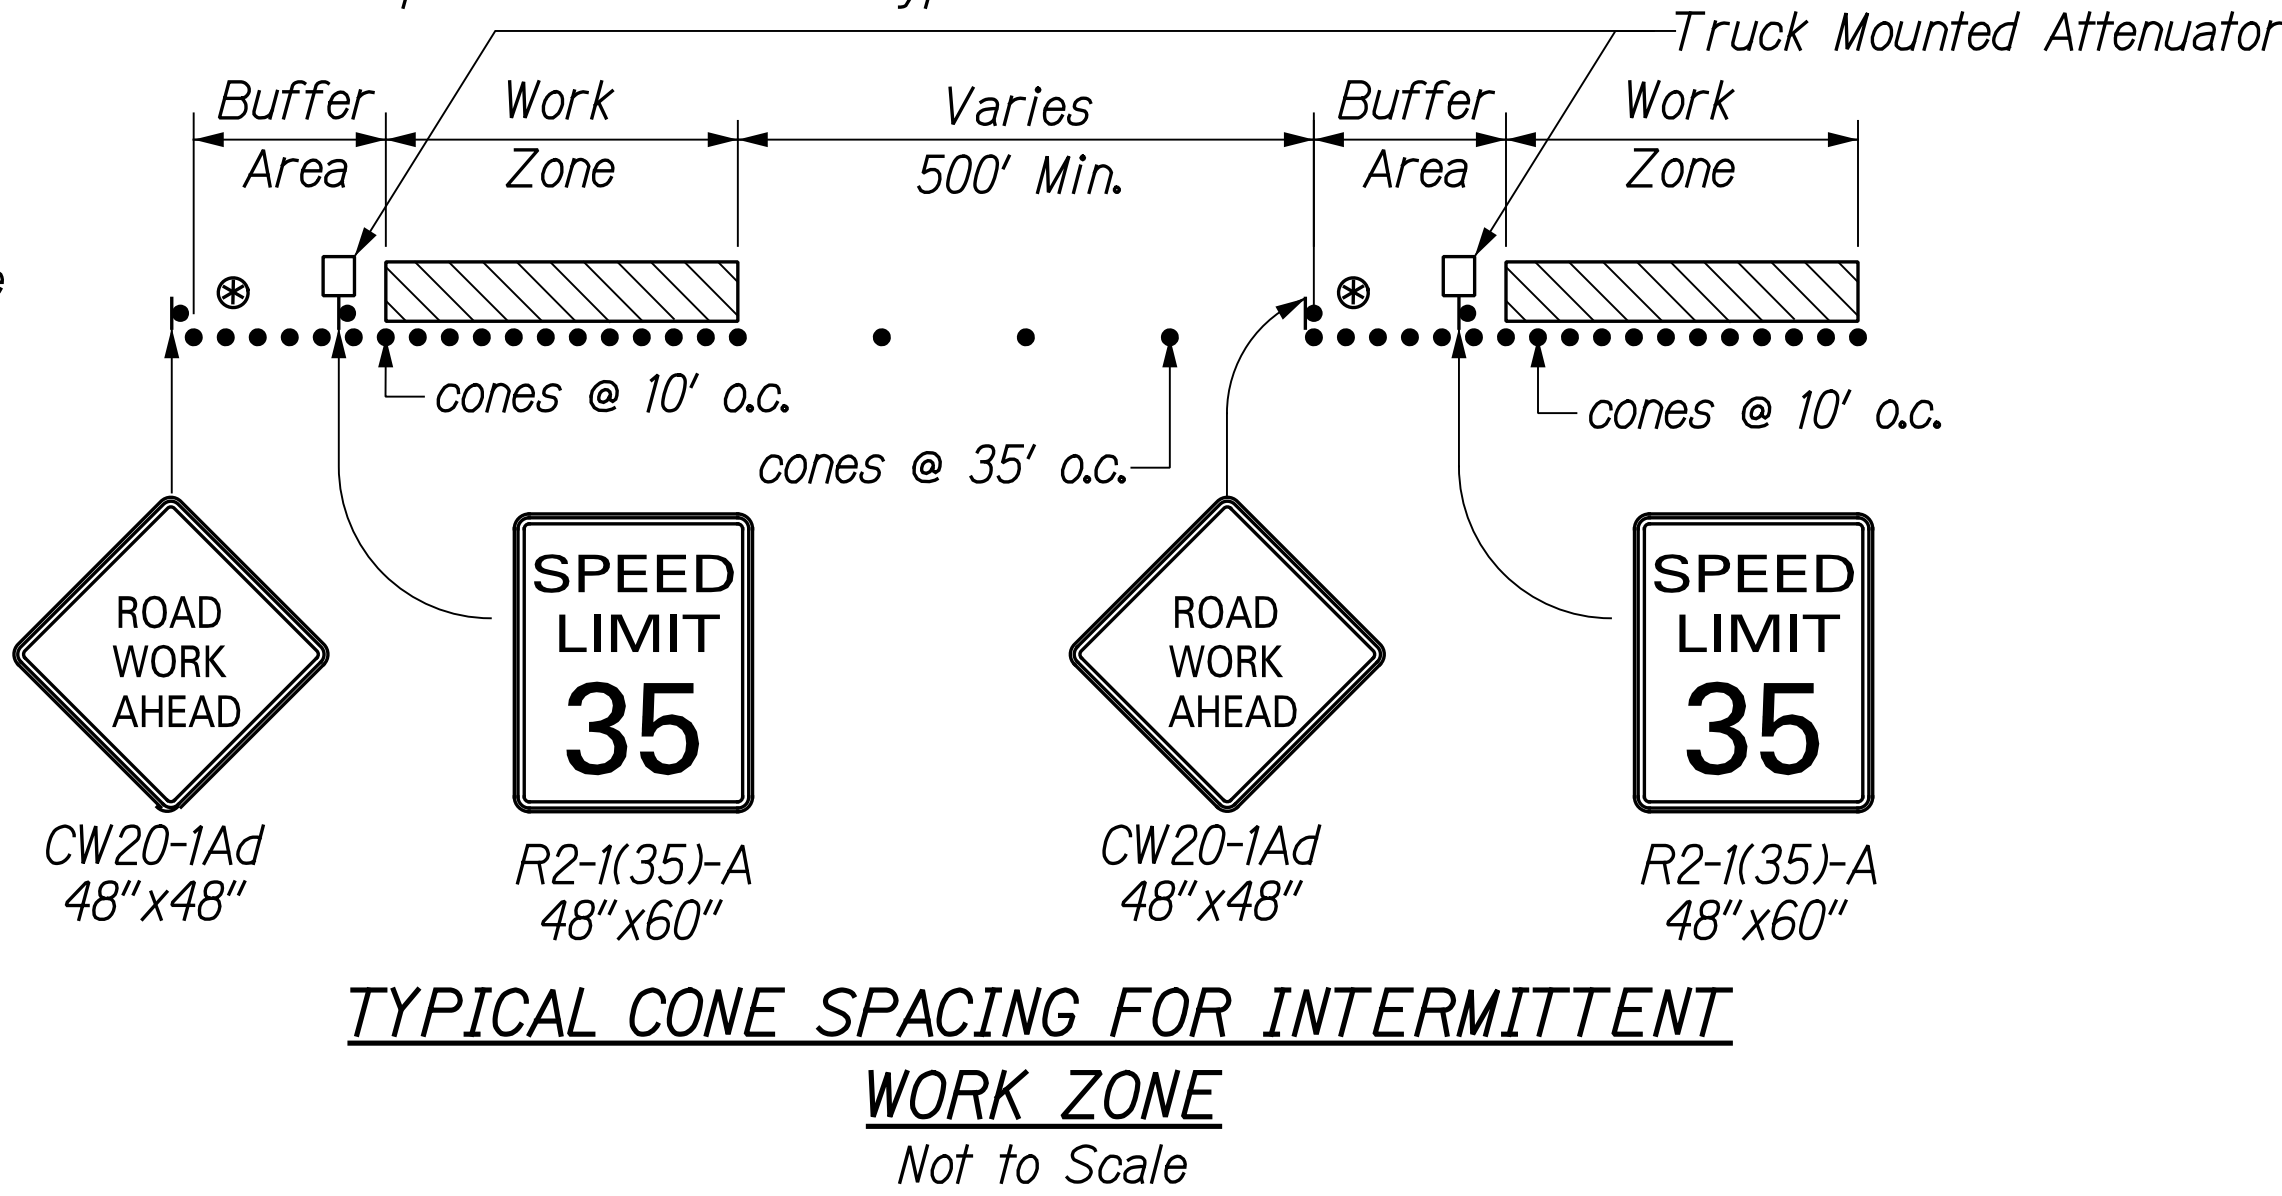 Truck Mounted Attenuator
Buffer
Area
Work
Zone
Varies
500' Min.
Buffer
Area
Work
Zone
cones @ 10' o.c.
cones @ 35' o.c.
cones @ 10' o.c.
ROAD
WORK
AHEAD
CW20-1Ad
48"x48"
SPEED
LIMIT
35
R2-1(35)-A
48"x60"
ROAD
WORK
AHEAD
CW20-1Ad
48"x48"
SPEED
LIMIT
35
R2-1(35)-A
48"x60"
TYPICAL CONE SPACING FOR INTERMITTENT
WORK ZONE
Not to Scale